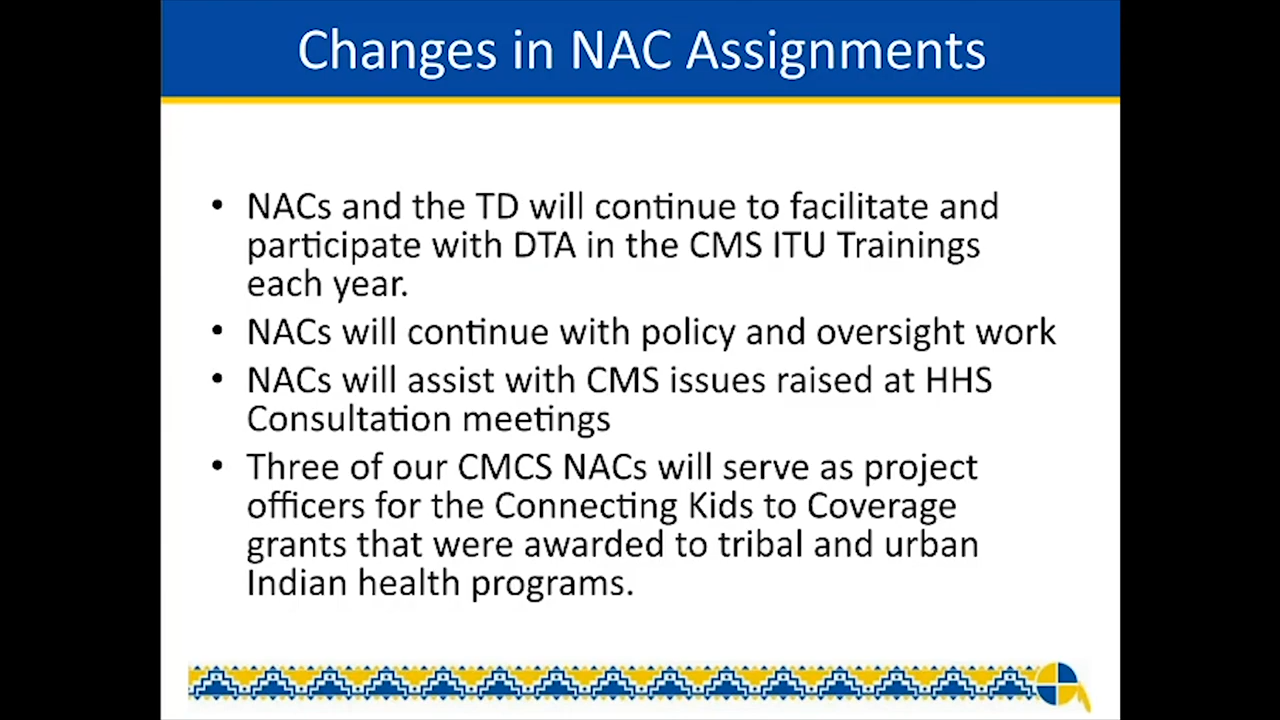 Changes in NAC Assignments
• NACs and the TD will continue to facilitate and
participate with DTA in the CMS ITU Trainings
each year.
• NACs will continue with policy and oversight work
• NACs will assist with CMS issues raised at HHS
Consultation meetings
• Three of our CMCS NACs will serve as project
officers for the Connecting Kids to Coverage
grants that were awarded to tribal and urban
Indian health programs.